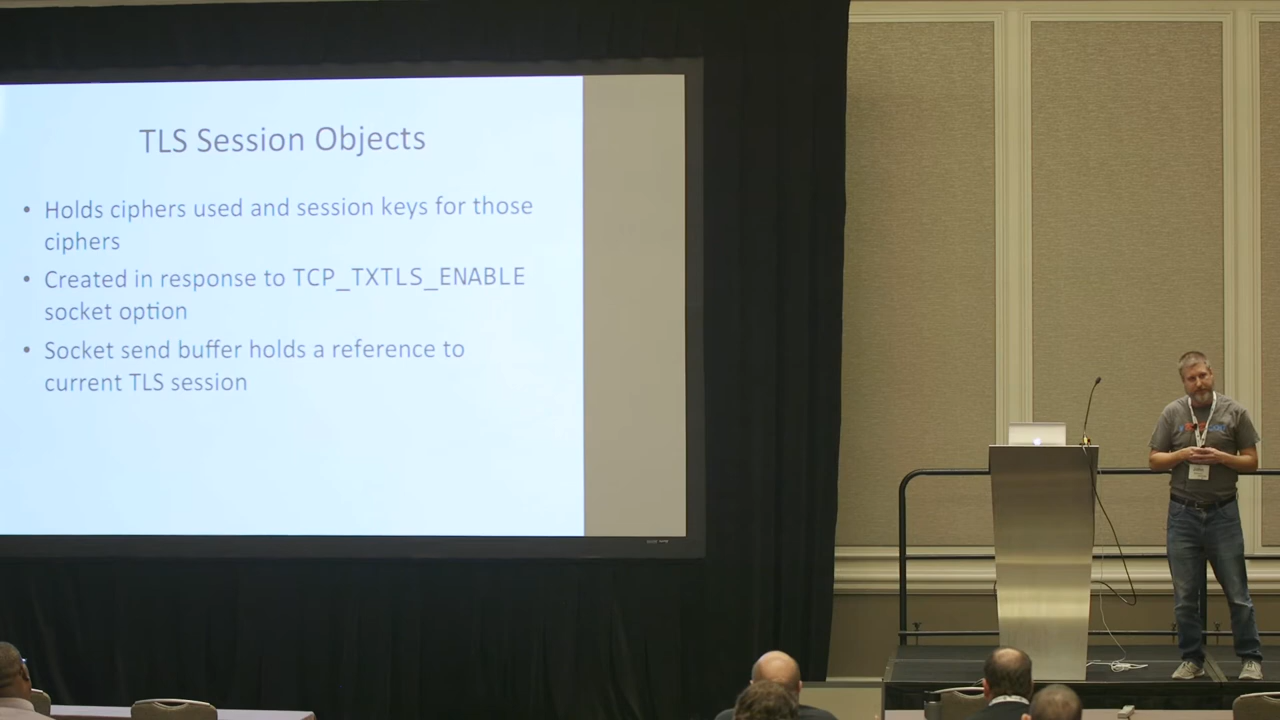 TLS Session Objects
• Holds ciphers used and session keys for those
ciphers
• Created in response to TCP_TXTLS_ENABLE
socket option
• Socket send buffer holds a reference to
current TLS session